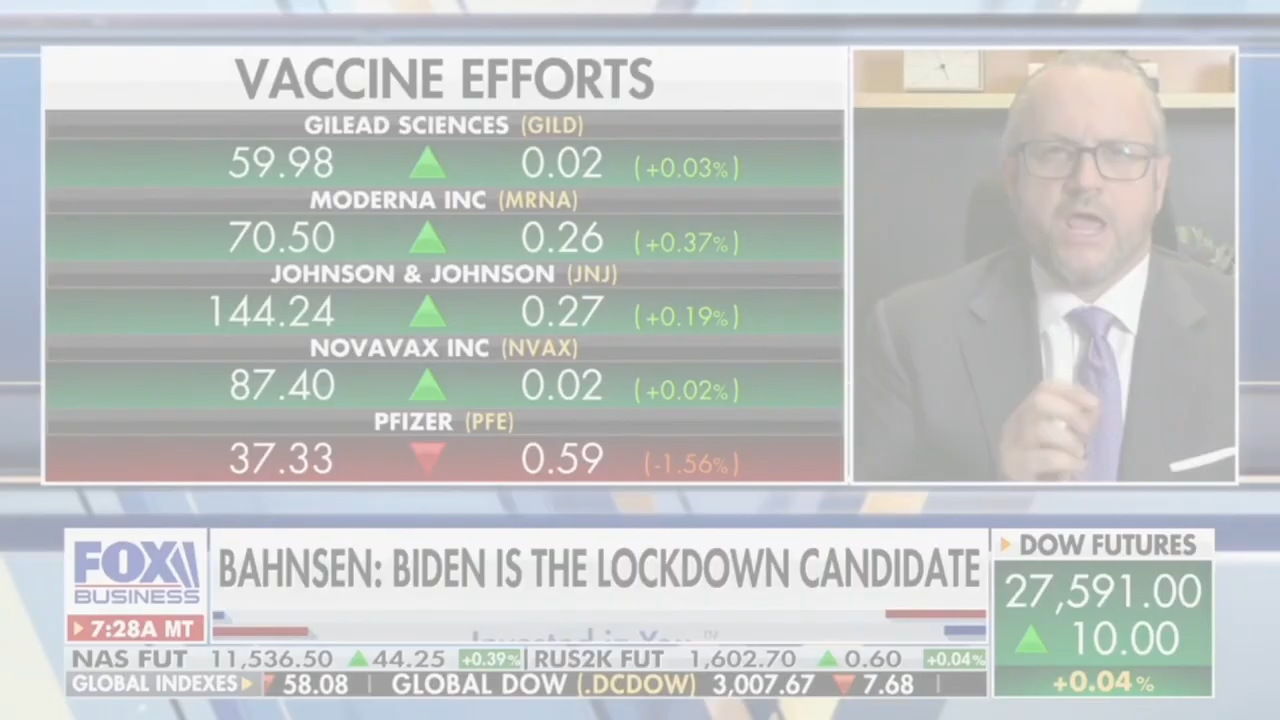 VACCINE EFFORTS
GILEAD SCIENCES (GILD)
59.98 ▲ 0.02 (+0.03%)
MODERNA INC (MRNA)
70.50 ▲ 0.26 (+0.37%)
JOHNSON & JOHNSON (JNJ)
144.24 ▲ 0.27 (+0.19%)
NOVAVAX INC (NVAX)
87.40 ▲ 0.02 (+0.02%)
PFIZER (PFE)
37.33 ▼ 0.59 (-1.56%)
FOX
BUSINESS
7:28A MT
BAHNSEN: BIDEN IS THE LOCKDOWN CANDIDATE
Invested in You™
DOW FUTURES
27,591.00
▲ 10.00
+0.04%
NAS FUT 11,536.50 ▲ 44.25 +0.39% RUS2K FUT 1,602.70 ▲ 0.60 +0.04%
GLOBAL INDEXES ▼ 58.08 GLOBAL DOW (.DCDOW) 3,007.67 ▼ 7.68